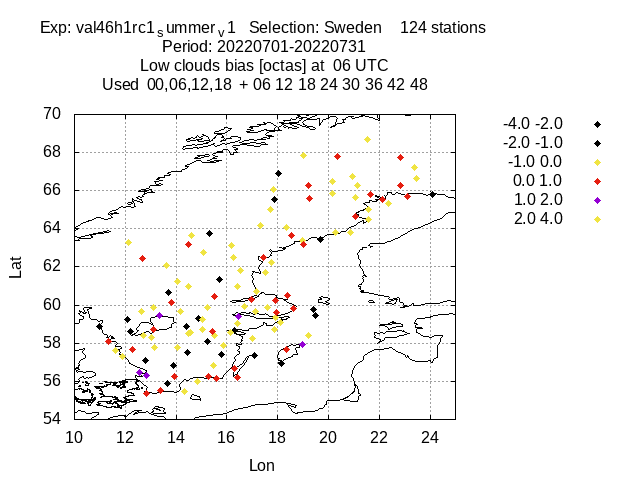 Exp: val46h1rc1summerv1 Selection: Sweden 124 stations
Period: 20220701-20220731
Low clouds bias [octas] at 06 UTC
Used 00,06,12,18 + 06 12 18 24 30 36 42 48
70
68
66
64
62
60
58
56
54
10 12 14 16 18 20 22 24
Lat
Lon
-4.0 -2.0
-2.0 -1.0
-1.0 0.0
0.0 1.0
1.0 2.0
2.0 4.0